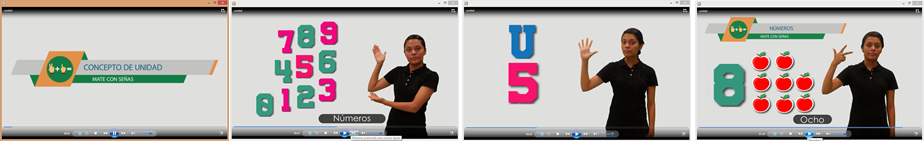 CONCEPTO DE UNIDAD
MATE CON SEÑAS
7 8 9
4 5 6
0 1 2 3
Números
U
5
NÚMEROS
MATE CON SEÑAS
8
Ocho